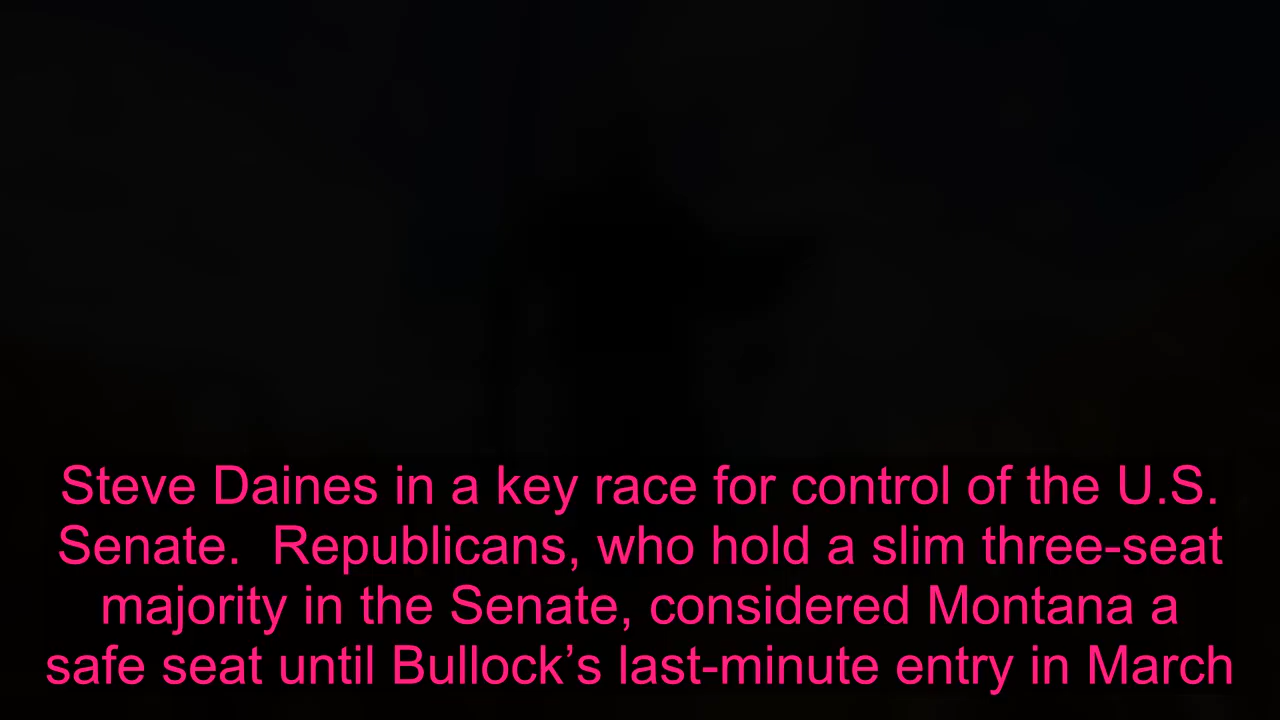 Steve Daines in a key race for control of the U.S.
Senate.  Republicans, who hold a slim three-seat
majority in the Senate, considered Montana a
safe seat until Bullock’s last-minute entry in March